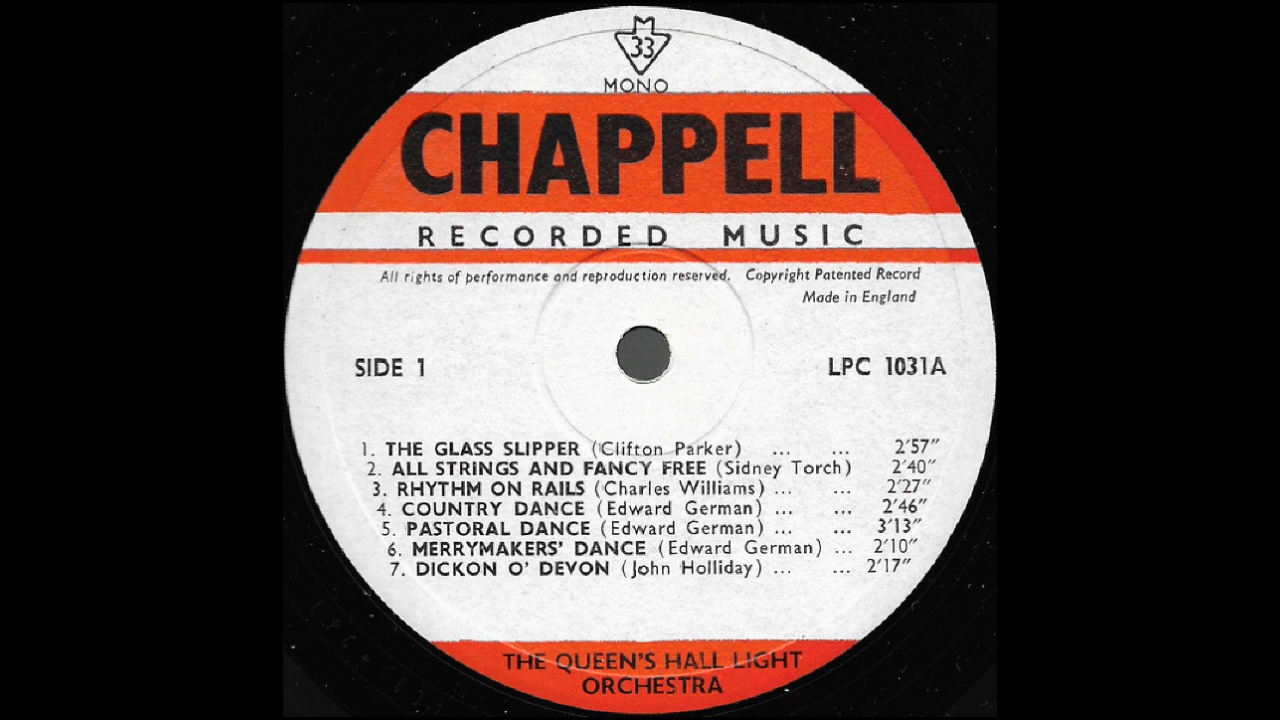 33
MONO
CHAPPELL
RECORDED MUSIC
All rights of performance and reproduction reserved. Copyright Patented Record
Made in England
SIDE 1 LPC 1031A
1. THE GLASS SLIPPER (Clifton Parker) ... ... 2'57"
2. ALL STRINGS AND FANCY FREE (Sidney Torch) 2'40"
3. RHYTHM ON RAILS (Charles Williams) ... ... 2'27"
4. COUNTRY DANCE (Edward German) ... ... 2'46"
5. PASTORAL DANCE (Edward German) ... ... 3'13"
6. MERRYMAKERS' DANCE (Edward German) ... 2'10"
7. DICKON O' DEVON (John Holliday) ... ... 2'17"
THE QUEEN'S HALL LIGHT
ORCHESTRA